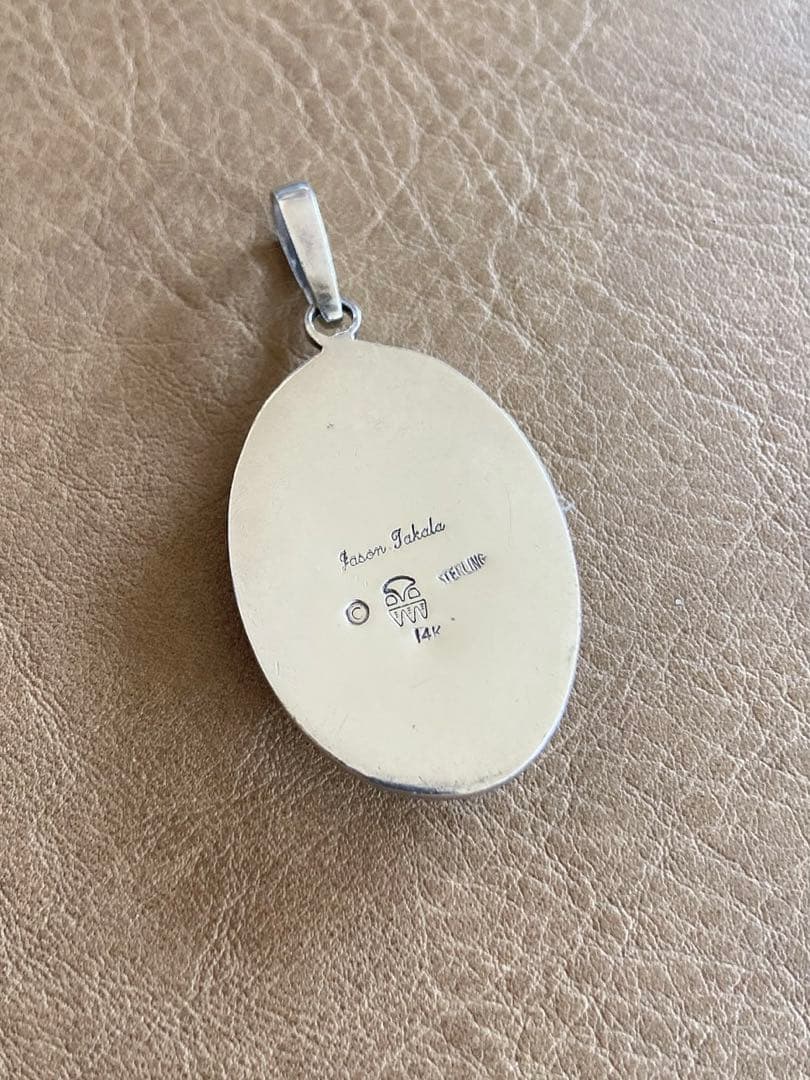 Jason Takala
STERLING
©
14K